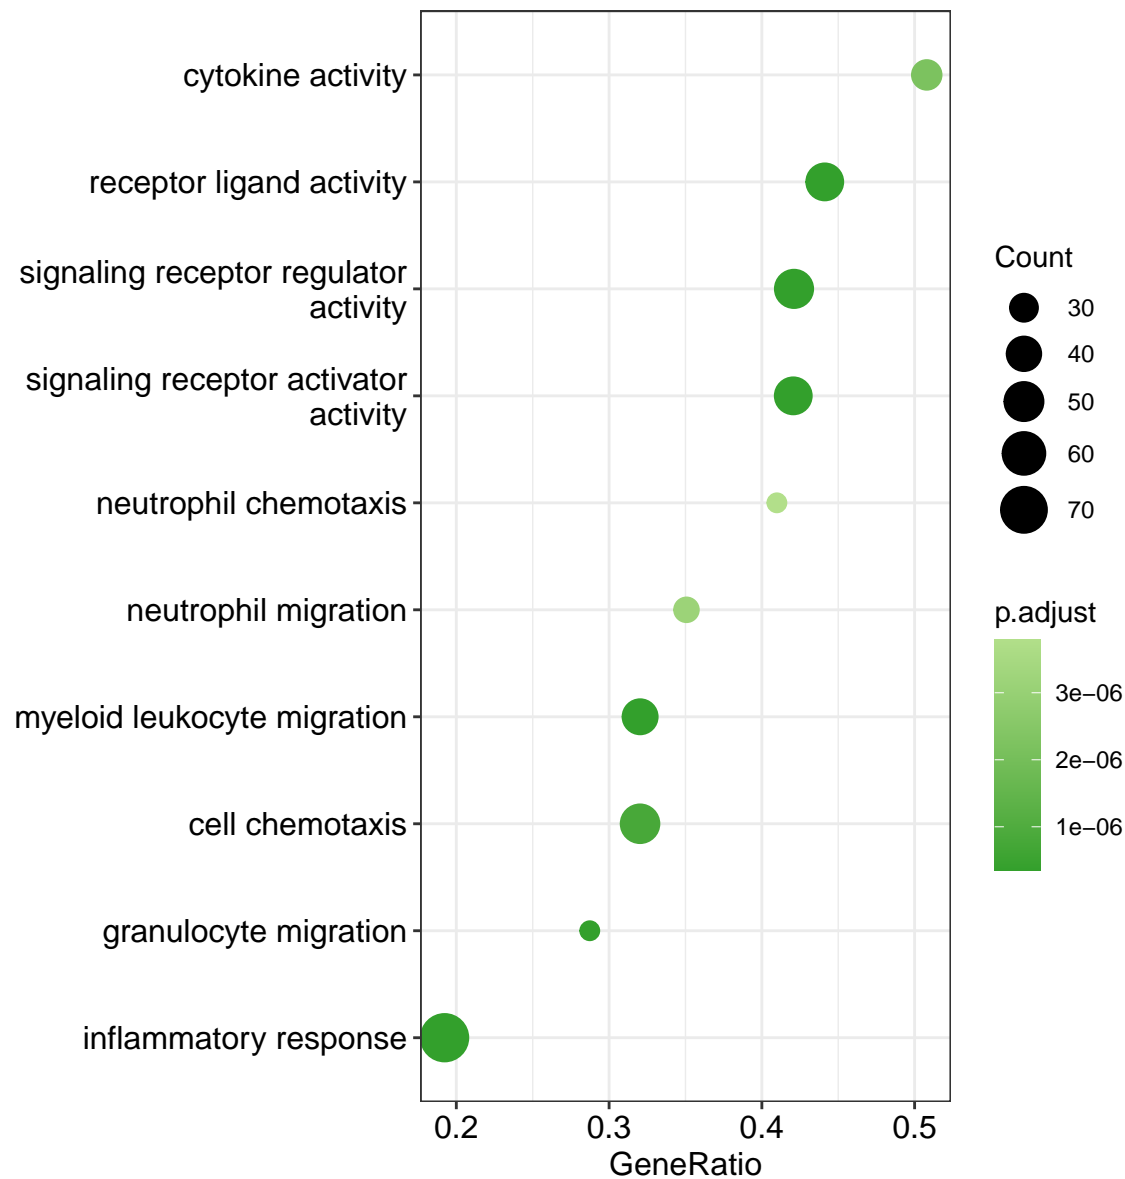 cytokine activity
receptor ligand activity
signaling receptor regulator
activity
signaling receptor activator
activity
neutrophil chemotaxis
neutrophil migration
myeloid leukocyte migration
cell chemotaxis
granulocyte migration
inflammatory response
0.2
0.3
0.4
0.5
GeneRatio
Count
30
40
50
60
70
p.adjust
3e−06
2e−06
1e−06